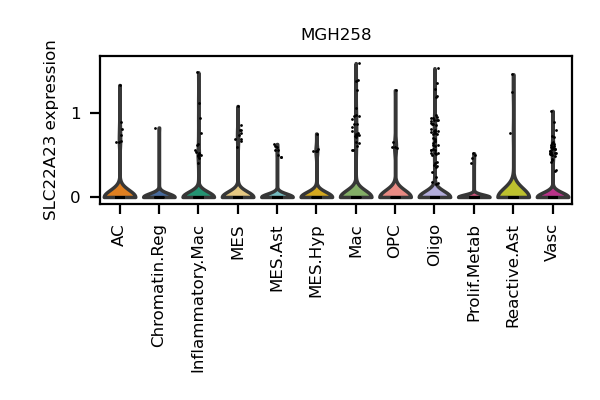 MGH258
SLC22A23 expression
1
0
AC
Chromatin.Reg
Inflammatory.Mac
MES
MES.Ast
MES.Hyp
Mac
OPC
Oligo
Prolif.Metab
Reactive.Ast
Vasc